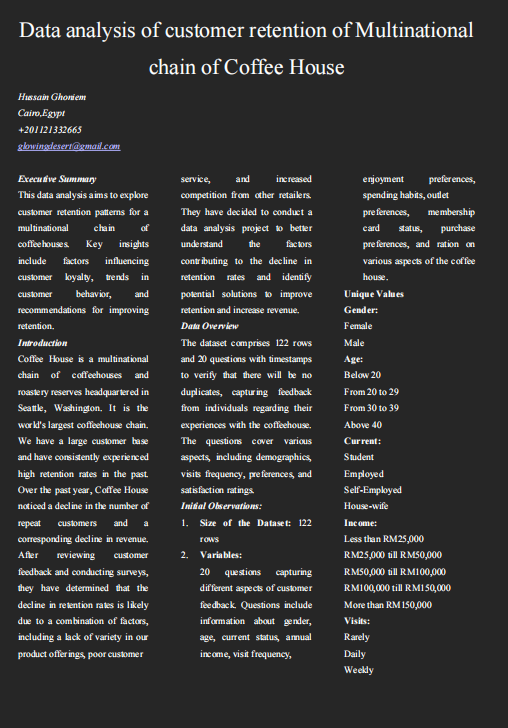 Data analysis of customer retention of Multinational
chain of Coffee House
Hussain Ghoniem
Cairo,Egypt
+201121332665
glowingdesert@gmail.com
Executive Summary
This data analysis aims to explore
customer retention patterns for a
multinational chain of
coffeehouses. Key insights
include factors influencing
customer loyalty, trends in
customer behavior, and
recommendations for improving
retention.
Introduction
Coffee House is a multinational
chain of coffeehouses and
roastery reserves headquartered in
Seattle, Washington. It is the
world's largest coffeehouse chain.
We have a large customer base
and have consistently experienced
high retention rates in the past.
Over the past year, Coffee House
noticed a decline in the number of
repeat customers and a
corresponding decline in revenue.
After reviewing customer
feedback and conducting surveys,
they have determined that the
decline in retention rates is likely
due to a combination of factors,
including a lack of variety in our
product offerings, poor customer
service, and increased
competition from other retailers.
They have decided to conduct a
data analysis project to better
understand the factors
contributing to the decline in
retention rates and identify
potential solutions to improve
retention and increase revenue.
Data Overview
The dataset comprises 122 rows
and 20 questions with timestamps
to verify that there will be no
duplicates, capturing feedback
from individuals regarding their
experiences with the coffeehouse.
The questions cover various
aspects, including demographics,
visits frequency, preferences, and
satisfaction ratings.
Initial Observations:
1. Size of the Dataset: 122
rows
2. Variables:
20 questions capturing
different aspects of customer
feedback. Questions include
information about gender,
age, current status, annual
income, visit frequency,
enjoyment preferences,
spending habits, outlet
preferences, membership
card status, purchase
preferences, and ration on
various aspects of the coffee
house.
Unique Values
Gender:
Female
Male
Age:
Below 20
From 20 to 29
From 30 to 39
Above 40
Current:
Student
Employed
Self-Employed
House-wife
Income:
Less than RM25,000
RM25,000 till RM50,000
RM50,000 till RM100,000
RM100,000 till RM150,000
More than RM150,000
Visits:
Rarely
Daily
Weekly